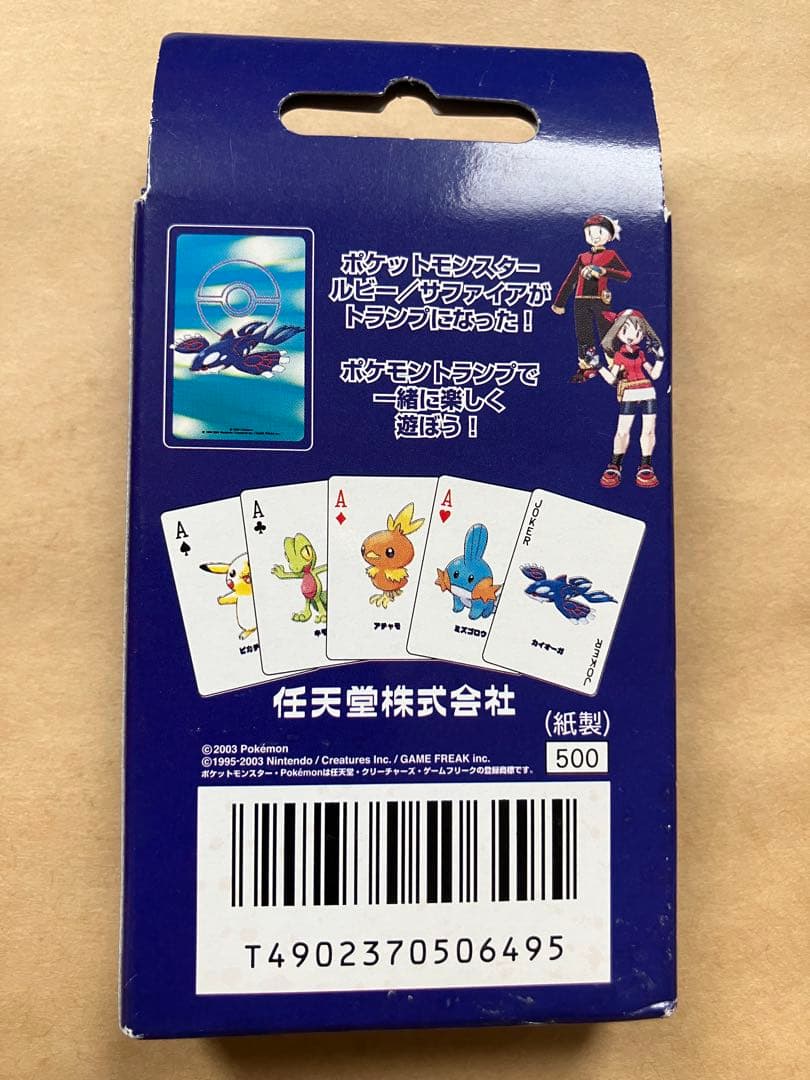 ポケットモンスター
ルビー／サファイアが
トランプになった！
ポケモントランプで
一緒に楽しく
遊ぼう！
A
A
A
A
JOKER
ピカチ
キモ
アチャモ
ミズゴロウ
カイオーガ
JOKER
任天堂株式会社
（紙製）
500
©2003 Pokémon
©1995-2003 Nintendo / Creatures Inc. / GAME FREAK inc.
ポケットモンスター・Pokémonは任天堂・クリーチャーズ・ゲームフリークの登録商標です。
T4902370506495